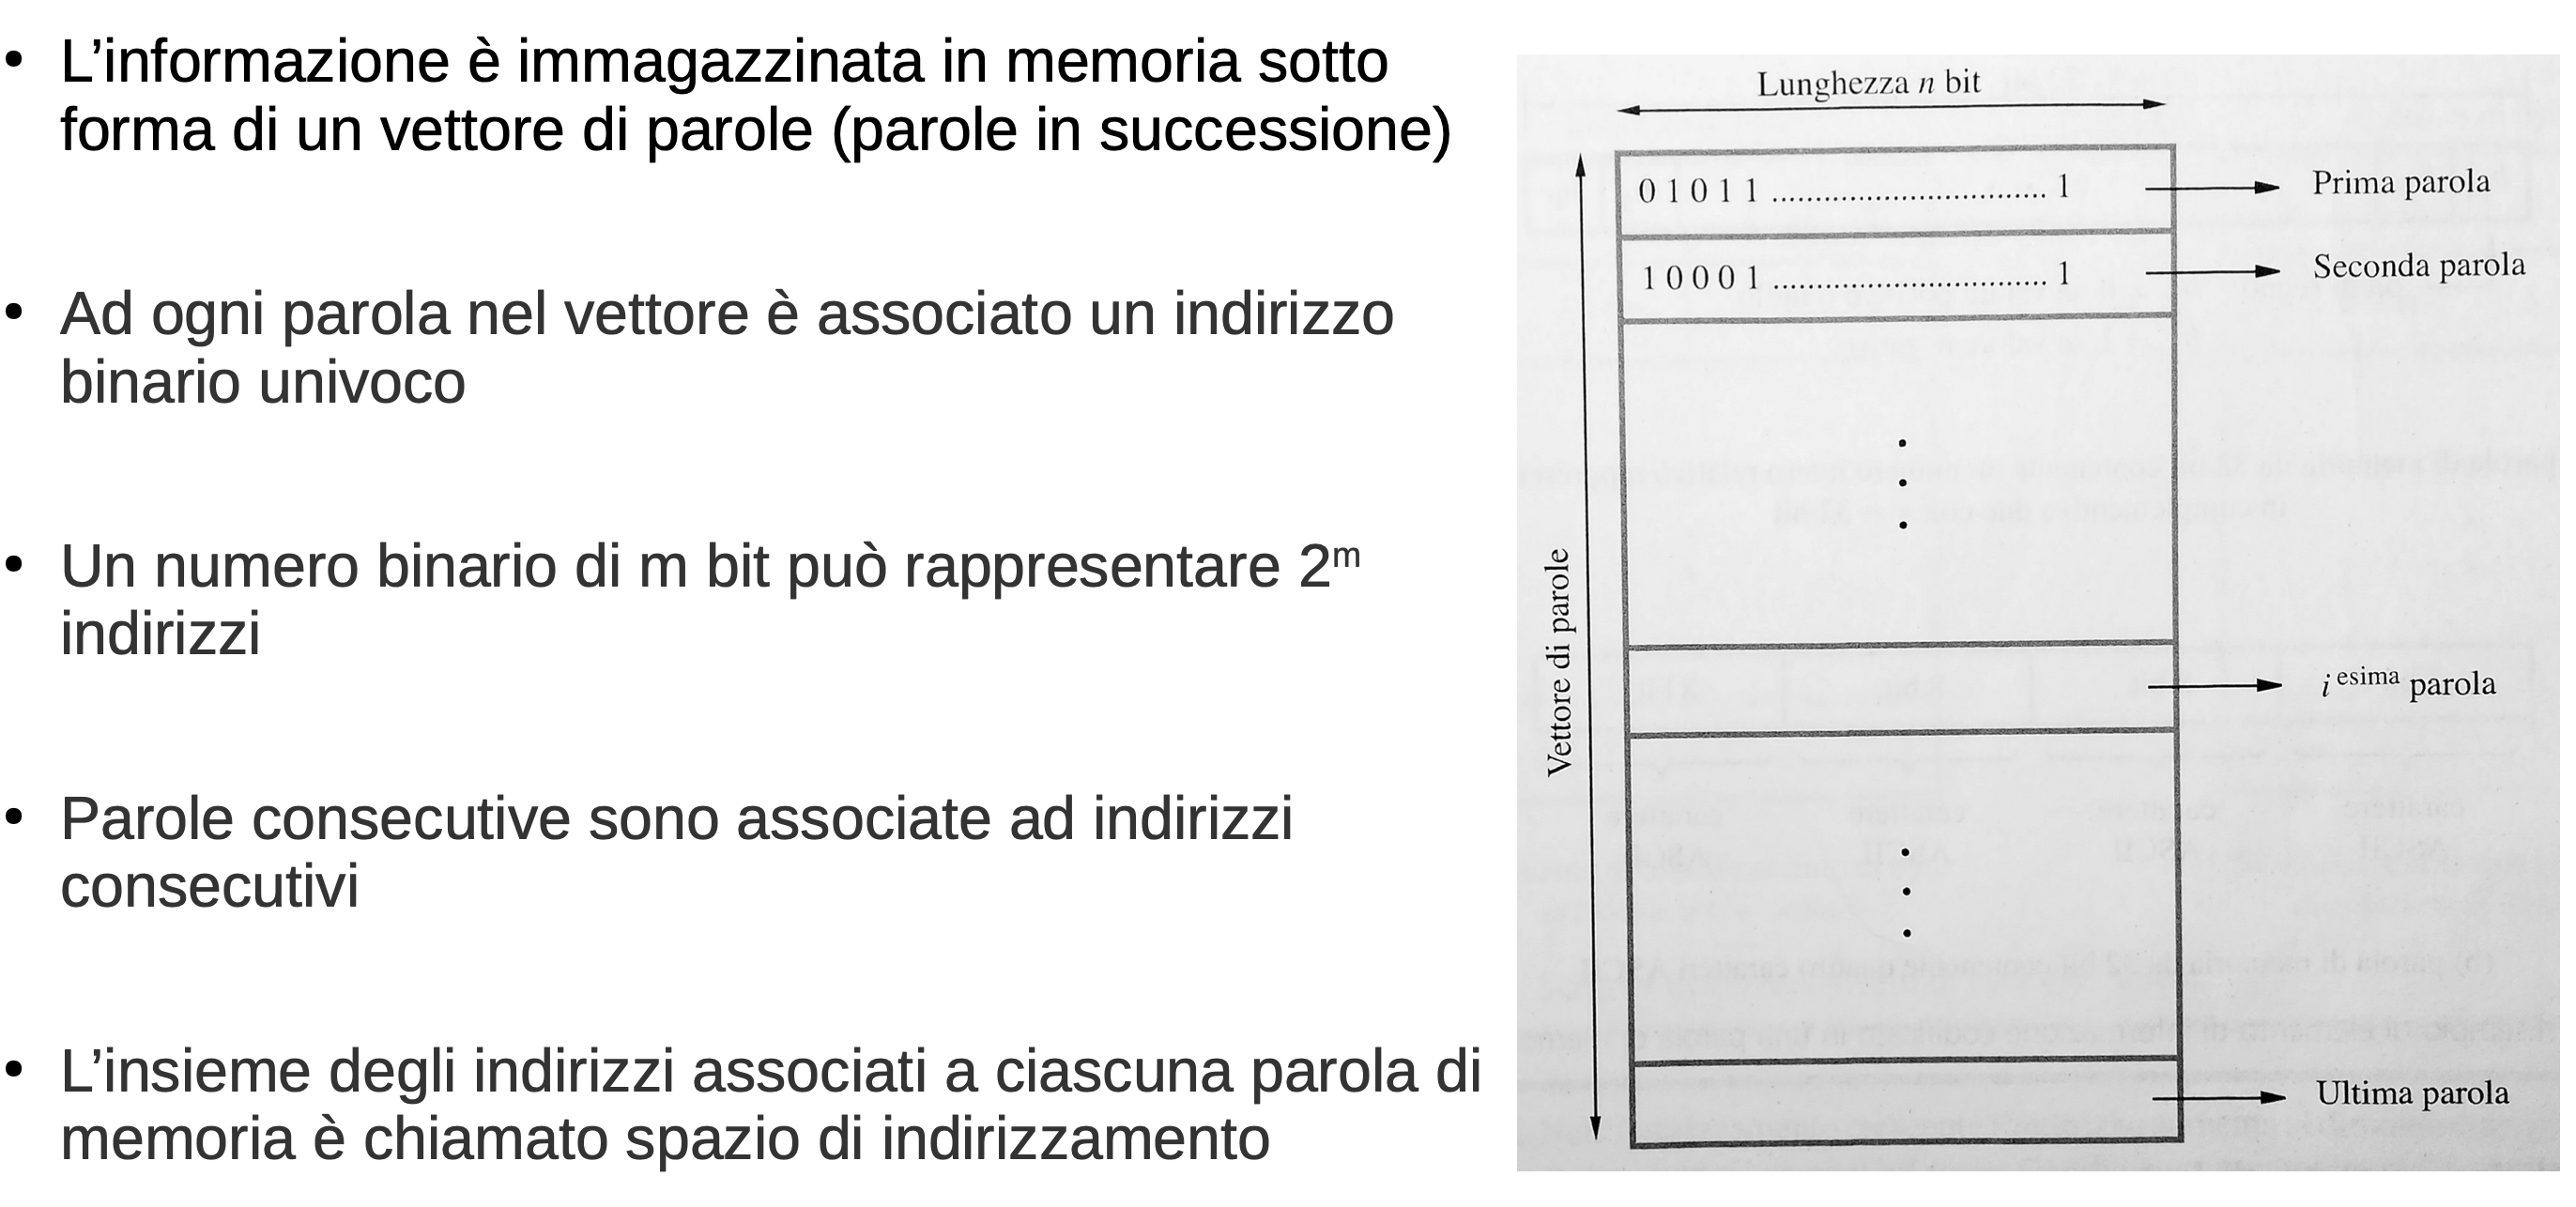 • L’informazione è immagazzinata in memoria sotto
forma di un vettore di parole (parole in successione)
• Ad ogni parola nel vettore è associato un indirizzo
binario univoco
• Un numero binario di m bit può rappresentare 2ᵐ
indirizzi
• Parole consecutive sono associate ad indirizzi
consecutivi
• L’insieme degli indirizzi associati a ciascuna parola di
memoria è chiamato spazio di indirizzamento
Lunghezza n bit
Vettore di parole
0 1 0 1 1 ................................ 1
Prima parola
1 0 0 0 1 ................................ 1
Seconda parola
i esima parola
Ultima parola